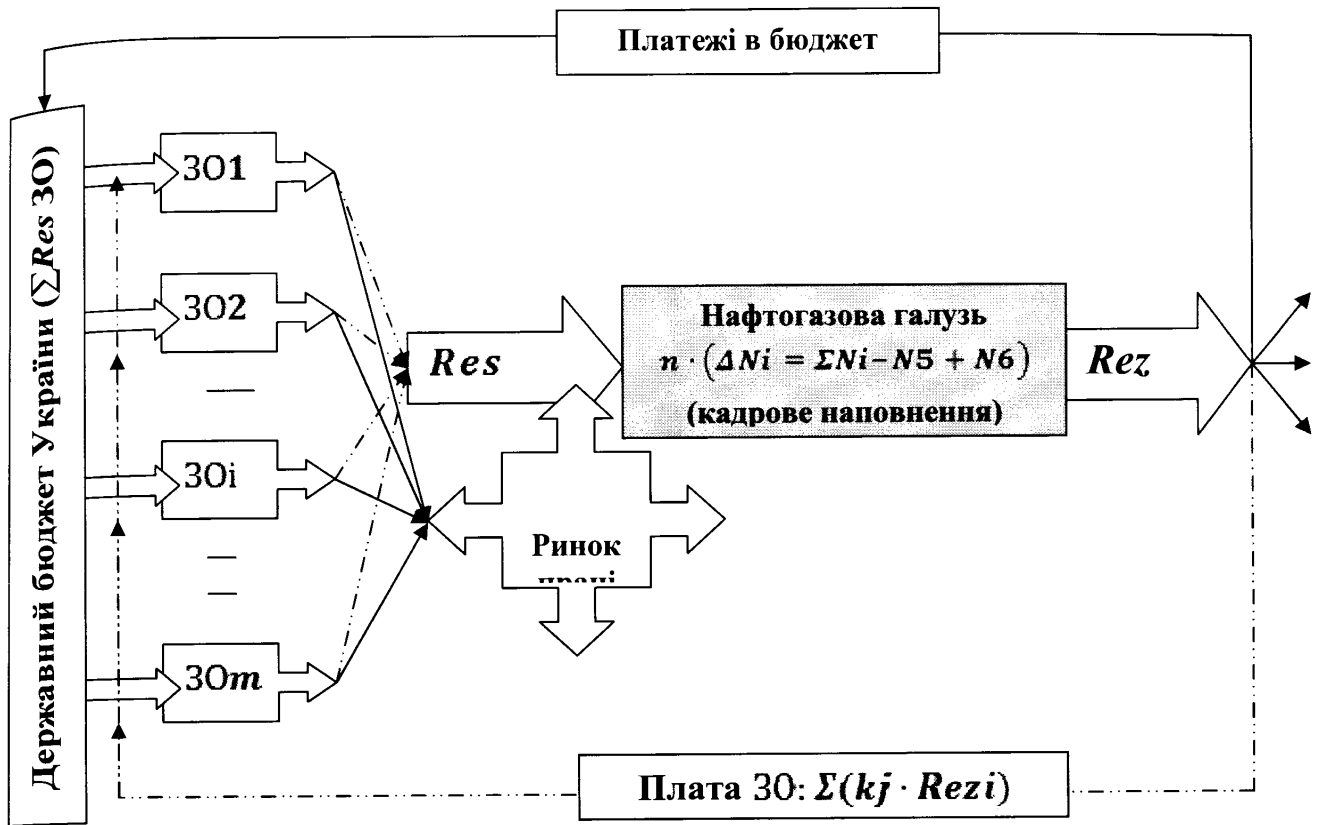 Платежі в бюджет
Державний бюджет України (∑Res ЗО)
ЗО1
ЗО2
ЗОi
ЗОm
Res
Нафтогазова галузь
n · (ΔNi = ΣNi – N5 + N6)
(кадрове наповнення)
Rez
Ринок
праці
Плата ЗО: Σ(kj · Rezi)